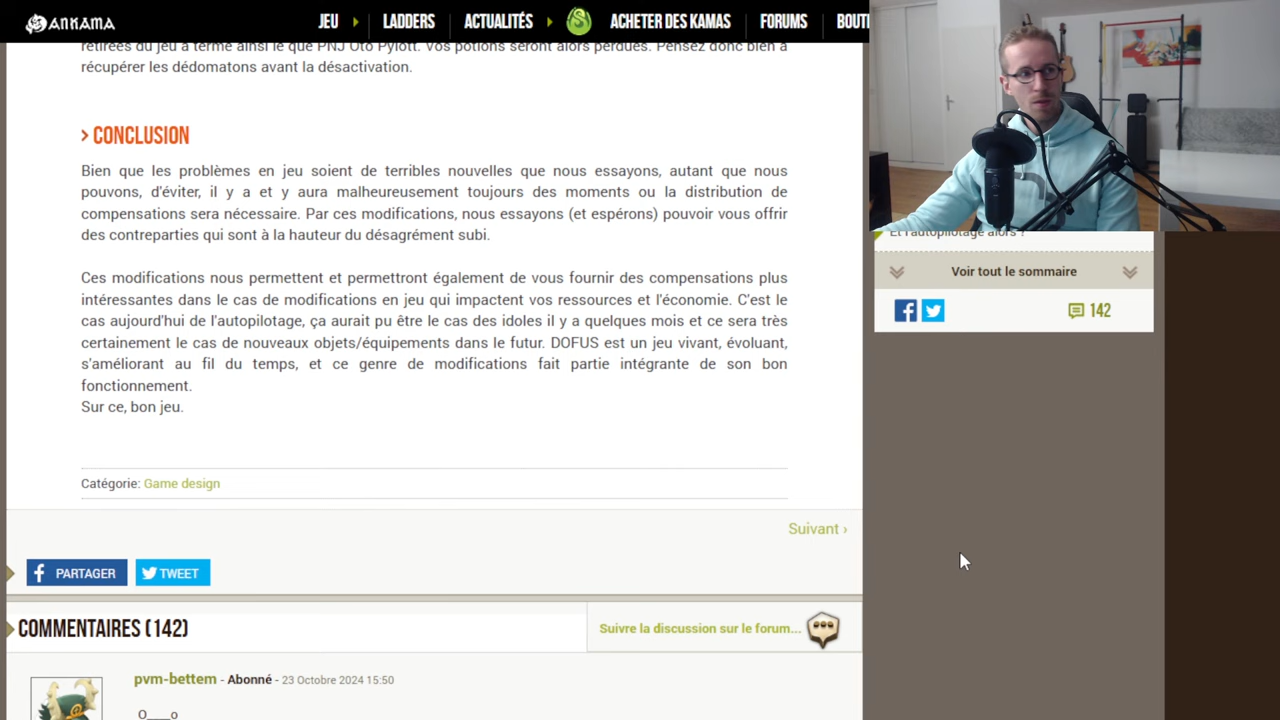 ANKAMA
JEU
LADDERS
ACTUALITÉS
ACHETER DES KAMAS
FORUMS
BOUTI
retirées du jeu à terme ainsi le que PNJ Oto Pylott. Vos potions seront alors perdues. Pensez donc bien à
récupérer les dédomatons avant la désactivation.
> CONCLUSION
Bien que les problèmes en jeu soient de terribles nouvelles que nous essayons, autant que nous
pouvons, d'éviter, il y a et y aura malheureusement toujours des moments ou la distribution de
compensations sera nécessaire. Par ces modifications, nous essayons (et espérons) pouvoir vous offrir
des contreparties qui sont à la hauteur du désagrément subi.
Ces modifications nous permettent et permettront également de vous fournir des compensations plus
intéressantes dans le cas de modifications en jeu qui impactent vos ressources et l'économie. C'est le
cas aujourd'hui de l'autopilotage, ça aurait pu être le cas des idoles il y a quelques mois et ce sera très
certainement le cas de nouveaux objets/équipements dans le futur. DOFUS est un jeu vivant, évoluant,
s'améliorant au fil du temps, et ce genre de modifications fait partie intégrante de son bon
fonctionnement.
Sur ce, bon jeu.
Catégorie: Game design
Suivant ›
PARTAGER
TWEET
COMMENTAIRES (142)
Suivre la discussion sur le forum...
pvm-bettem - Abonné - 23 Octobre 2024 15:50
O____o
Et l'autopilotage alors ?
Voir tout le sommaire
142